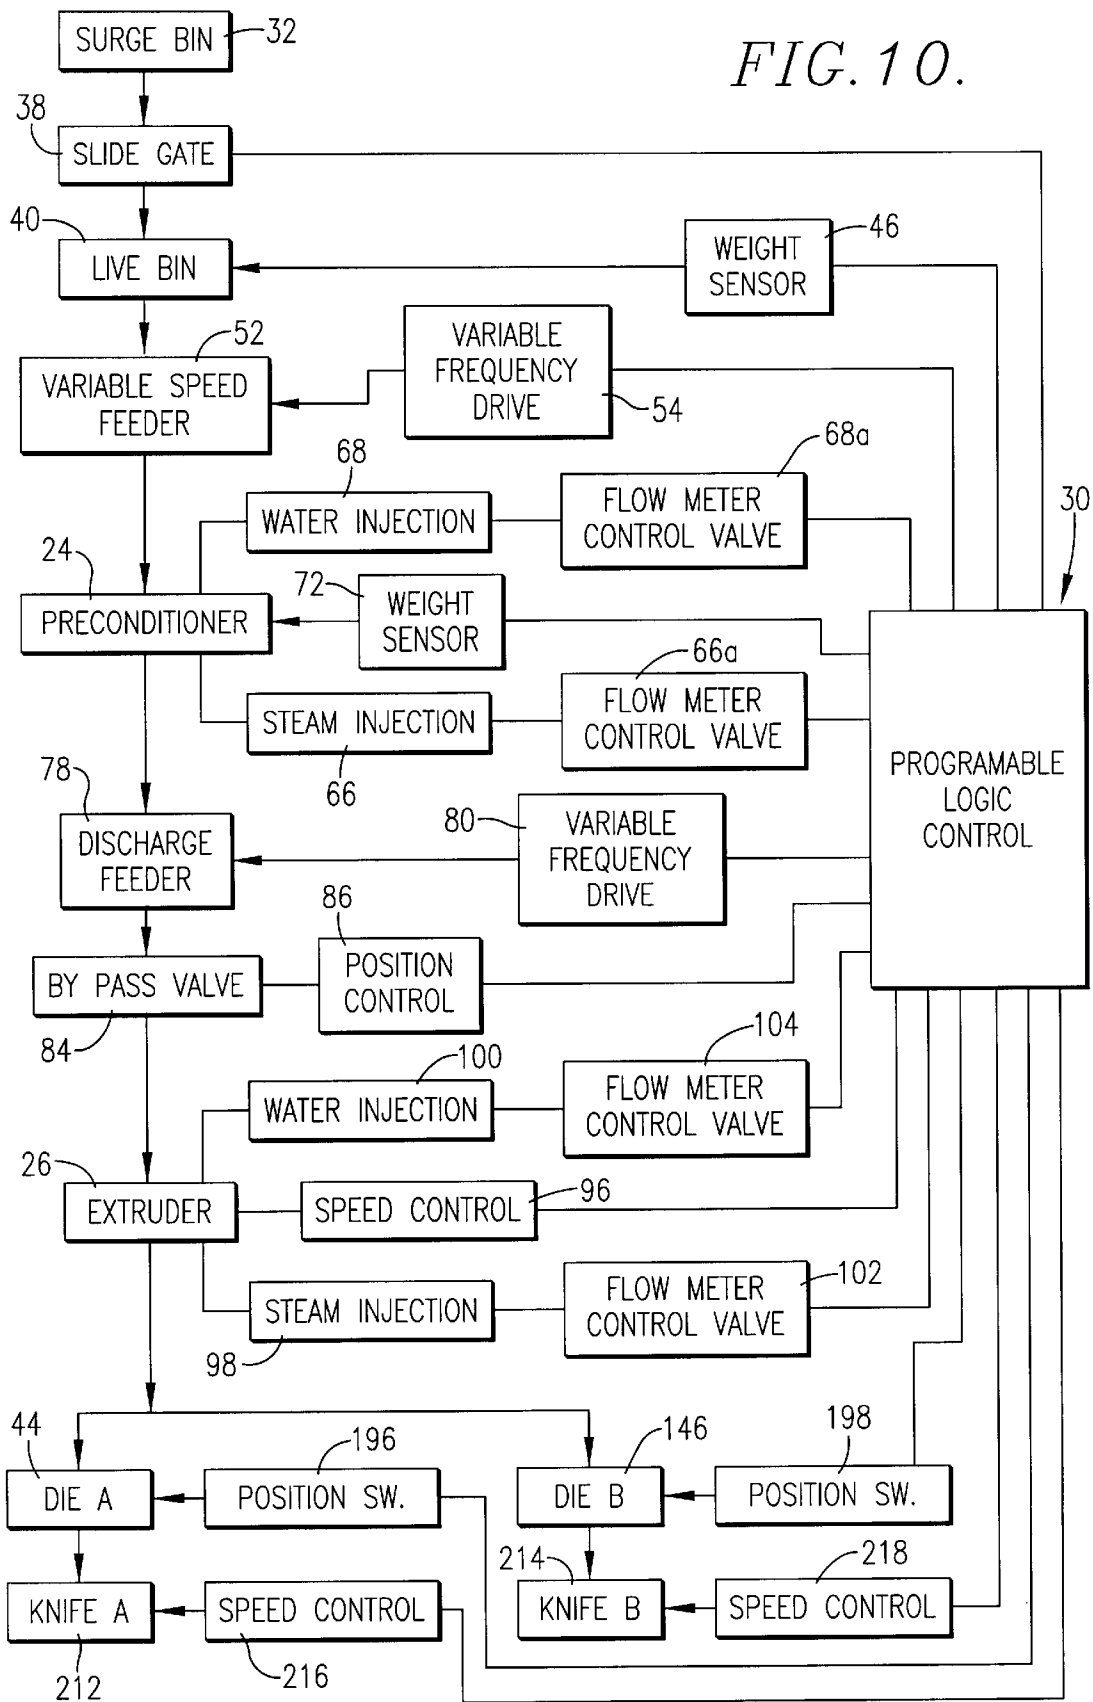 FIG. 10.
SURGE BIN
32
38
SLIDE GATE
40
LIVE BIN
WEIGHT
SENSOR
46
52
VARIABLE SPEED
FEEDER
VARIABLE
FREQUENCY
DRIVE
54
68
WATER INJECTION
68a
FLOW METER
CONTROL VALVE
30
24
PRECONDITIONER
72
WEIGHT
SENSOR
66a
STEAM INJECTION
66
FLOW METER
CONTROL VALVE
PROGRAMABLE
LOGIC
CONTROL
78
DISCHARGE
FEEDER
80
VARIABLE
FREQUENCY
DRIVE
86
BY PASS VALVE
84
POSITION
CONTROL
100
WATER INJECTION
104
FLOW METER
CONTROL VALVE
26
EXTRUDER
SPEED CONTROL
96
STEAM INJECTION
98
FLOW METER
CONTROL VALVE
102
44
DIE A
196
POSITION SW.
146
DIE B
198
POSITION SW.
KNIFE A
212
SPEED CONTROL
216
214
KNIFE B
218
SPEED CONTROL